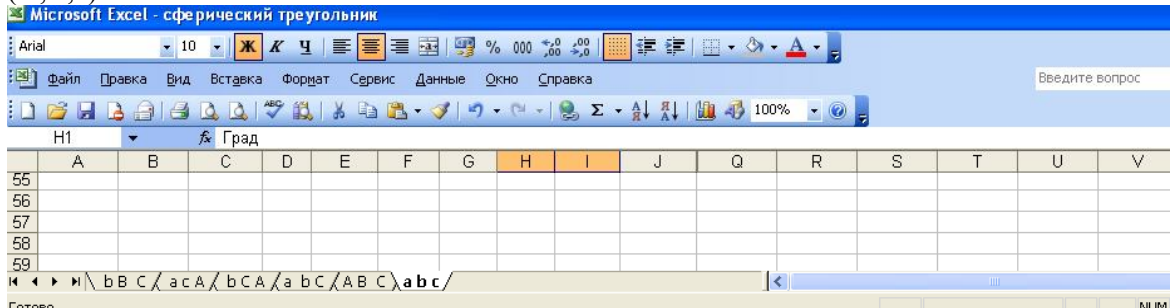 Microsoft Excel - сферический треугольник
Arial 10 Ж К Ч % 000
Файл Правка Вид Вставка Формат Сервис Данные Окно Справка Введите вопрос
100%
H1 fx Град
A B C D E F G H I J Q R S T U V
55
56
57
58
59
b B C / a c A / b C A / a b C / A B C \ a b c /
Готово NUM